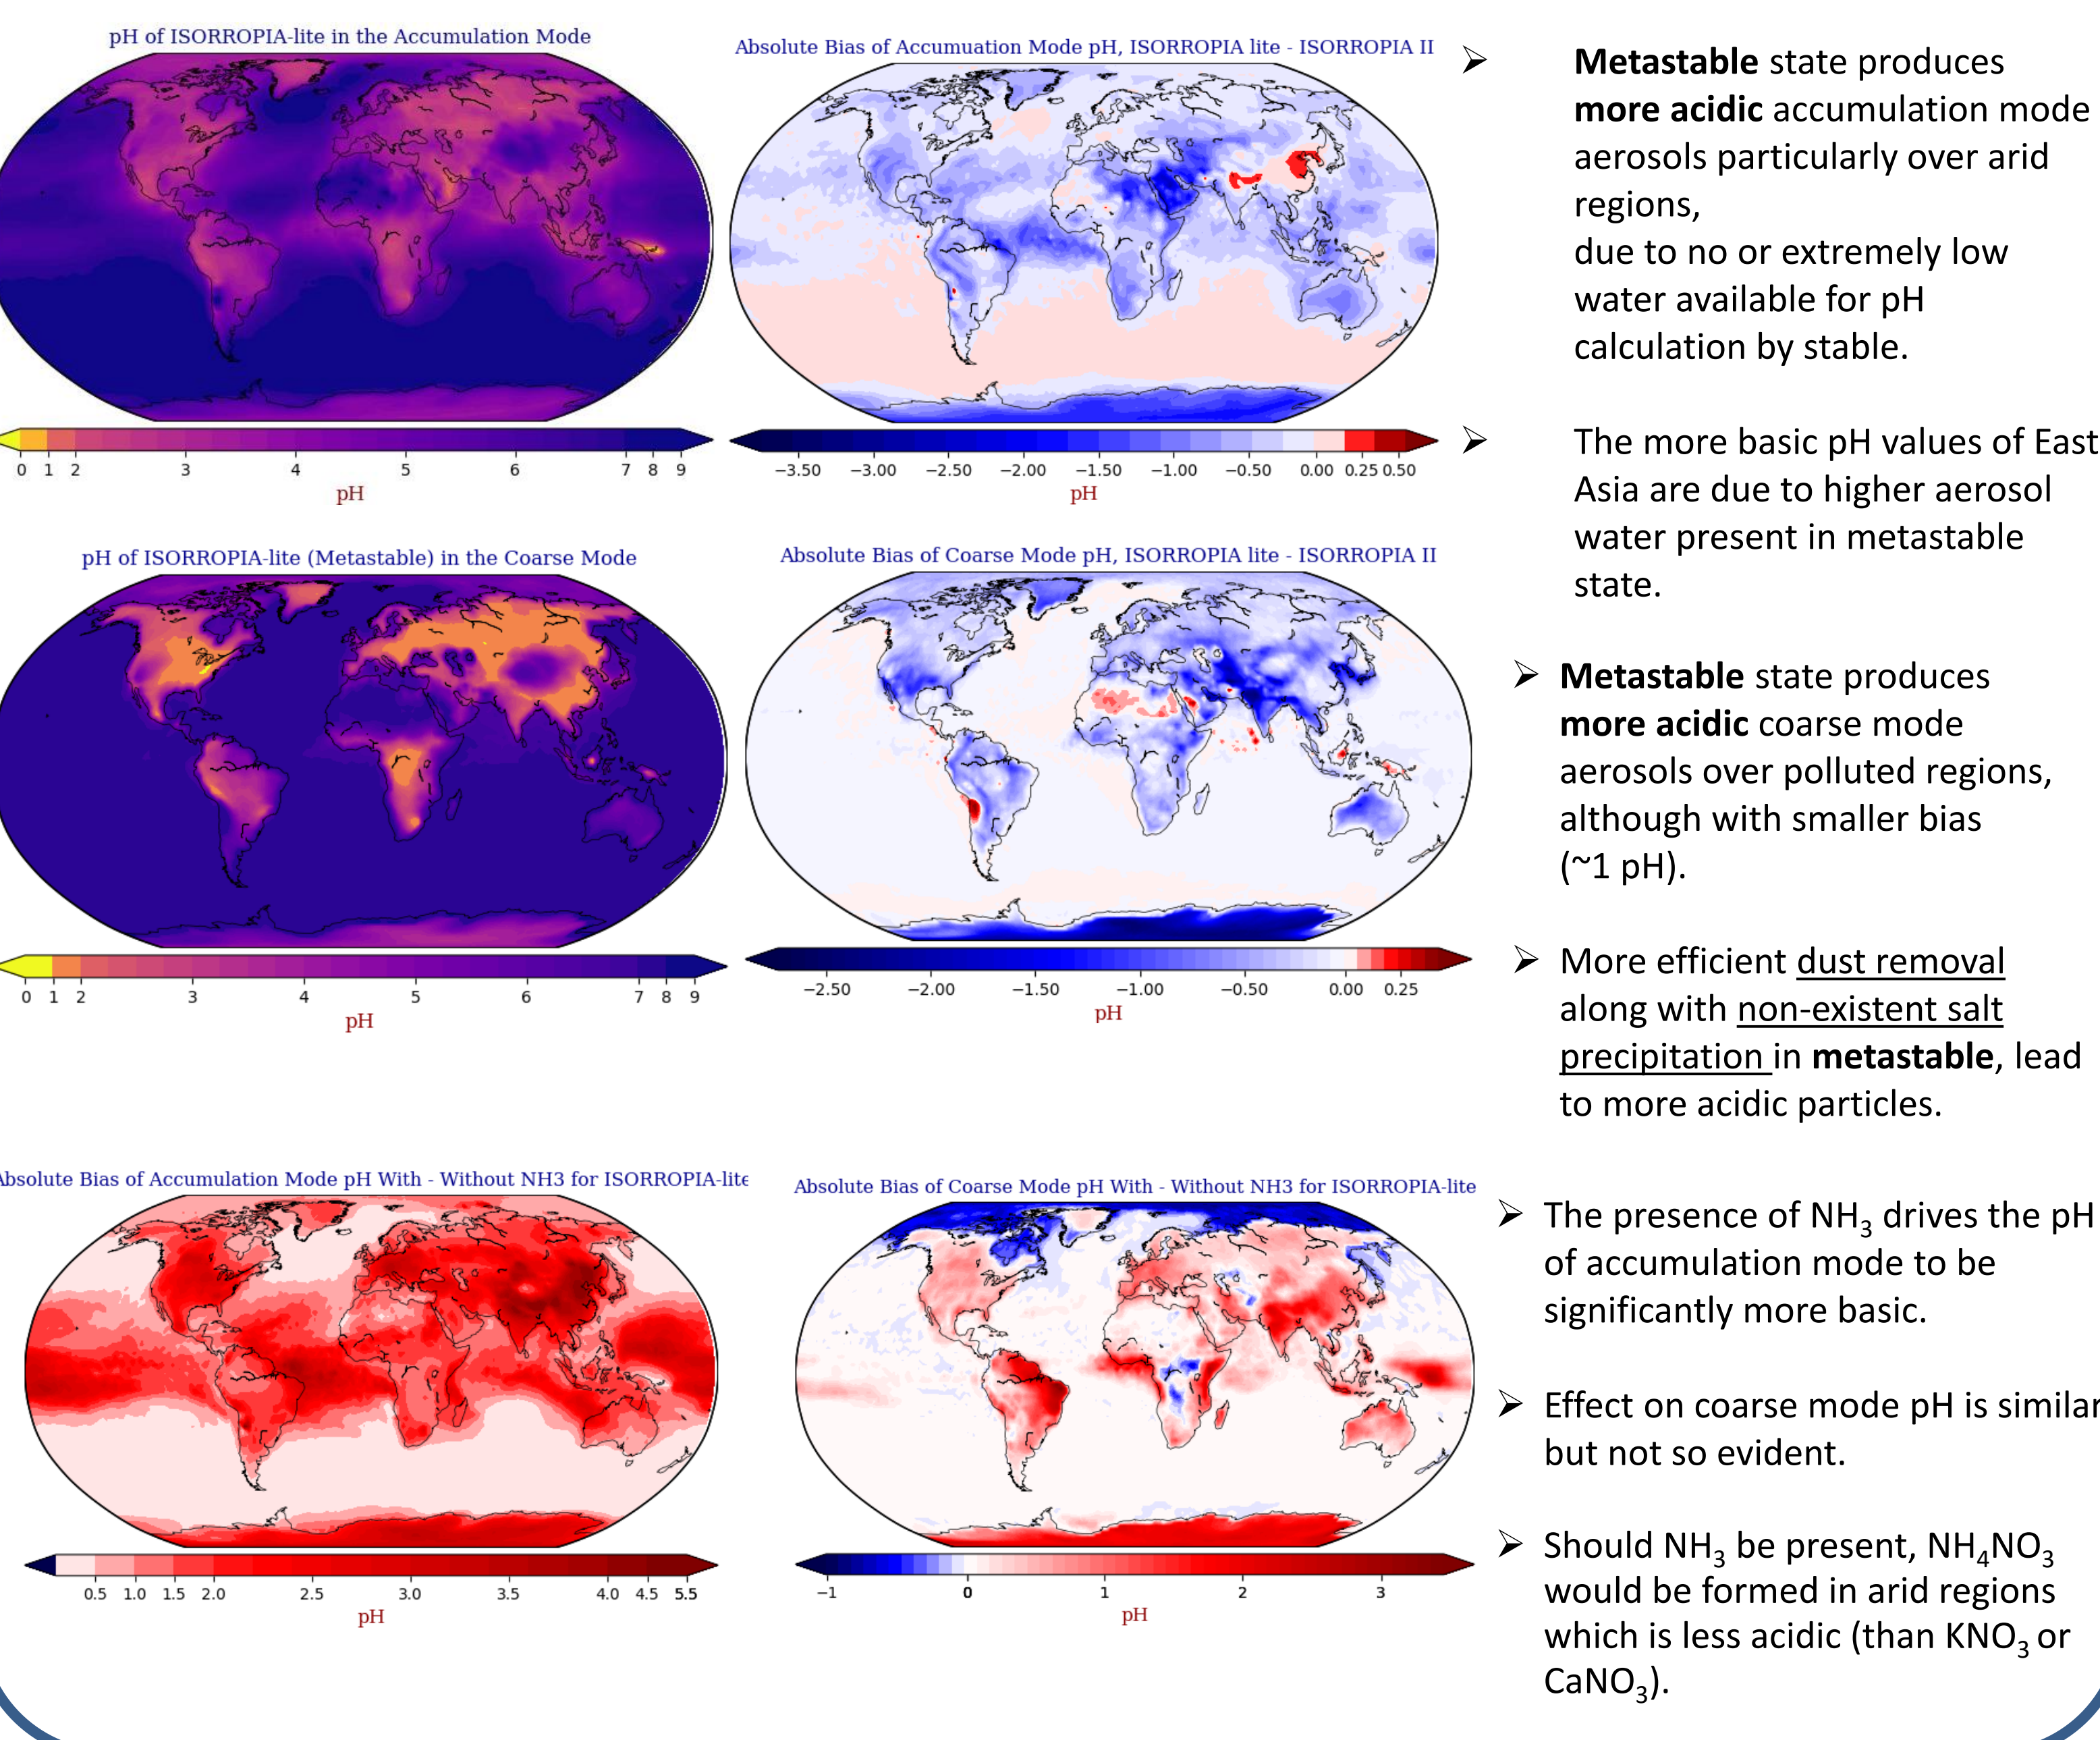 pH of ISORROPIA-lite in the Accumulation Mode
0 1 2 3 4 5 6 7 8 9
pH
Absolute Bias of Accumuation Mode pH, ISORROPIA lite - ISORROPIA II
−3.50 −3.00 −2.50 −2.00 −1.50 −1.00 −0.50 0.00 0.25 0.50
pH
➢ Metastable state produces
more acidic accumulation mode
aerosols particularly over arid
regions,
due to no or extremely low
water available for pH
calculation by stable.
➢ The more basic pH values of East
Asia are due to higher aerosol
water present in metastable
state.
pH of ISORROPIA-lite (Metastable) in the Coarse Mode
0 1 2 3 4 5 6 7 8 9
pH
Absolute Bias of Coarse Mode pH, ISORROPIA lite - ISORROPIA II
−2.50 −2.00 −1.50 −1.00 −0.50 0.00 0.25
pH
➢ Metastable state produces
more acidic coarse mode
aerosols over polluted regions,
although with smaller bias
(~1 pH).
➢ More efficient dust removal
along with non-existent salt
precipitation in metastable, lead
to more acidic particles.
Absolute Bias of Accumulation Mode pH With - Without NH3 for ISORROPIA-lite
0.5 1.0 1.5 2.0 2.5 3.0 3.5 4.0 4.5 5.5
pH
Absolute Bias of Coarse Mode pH With - Without NH3 for ISORROPIA-lite
−1 0 1 2 3
pH
➢ The presence of NH₃ drives the pH
of accumulation mode to be
significantly more basic.
➢ Effect on coarse mode pH is similar
but not so evident.
➢ Should NH₃ be present, NH₄NO₃
would be formed in arid regions
which is less acidic (than KNO₃ or
CaNO₃).